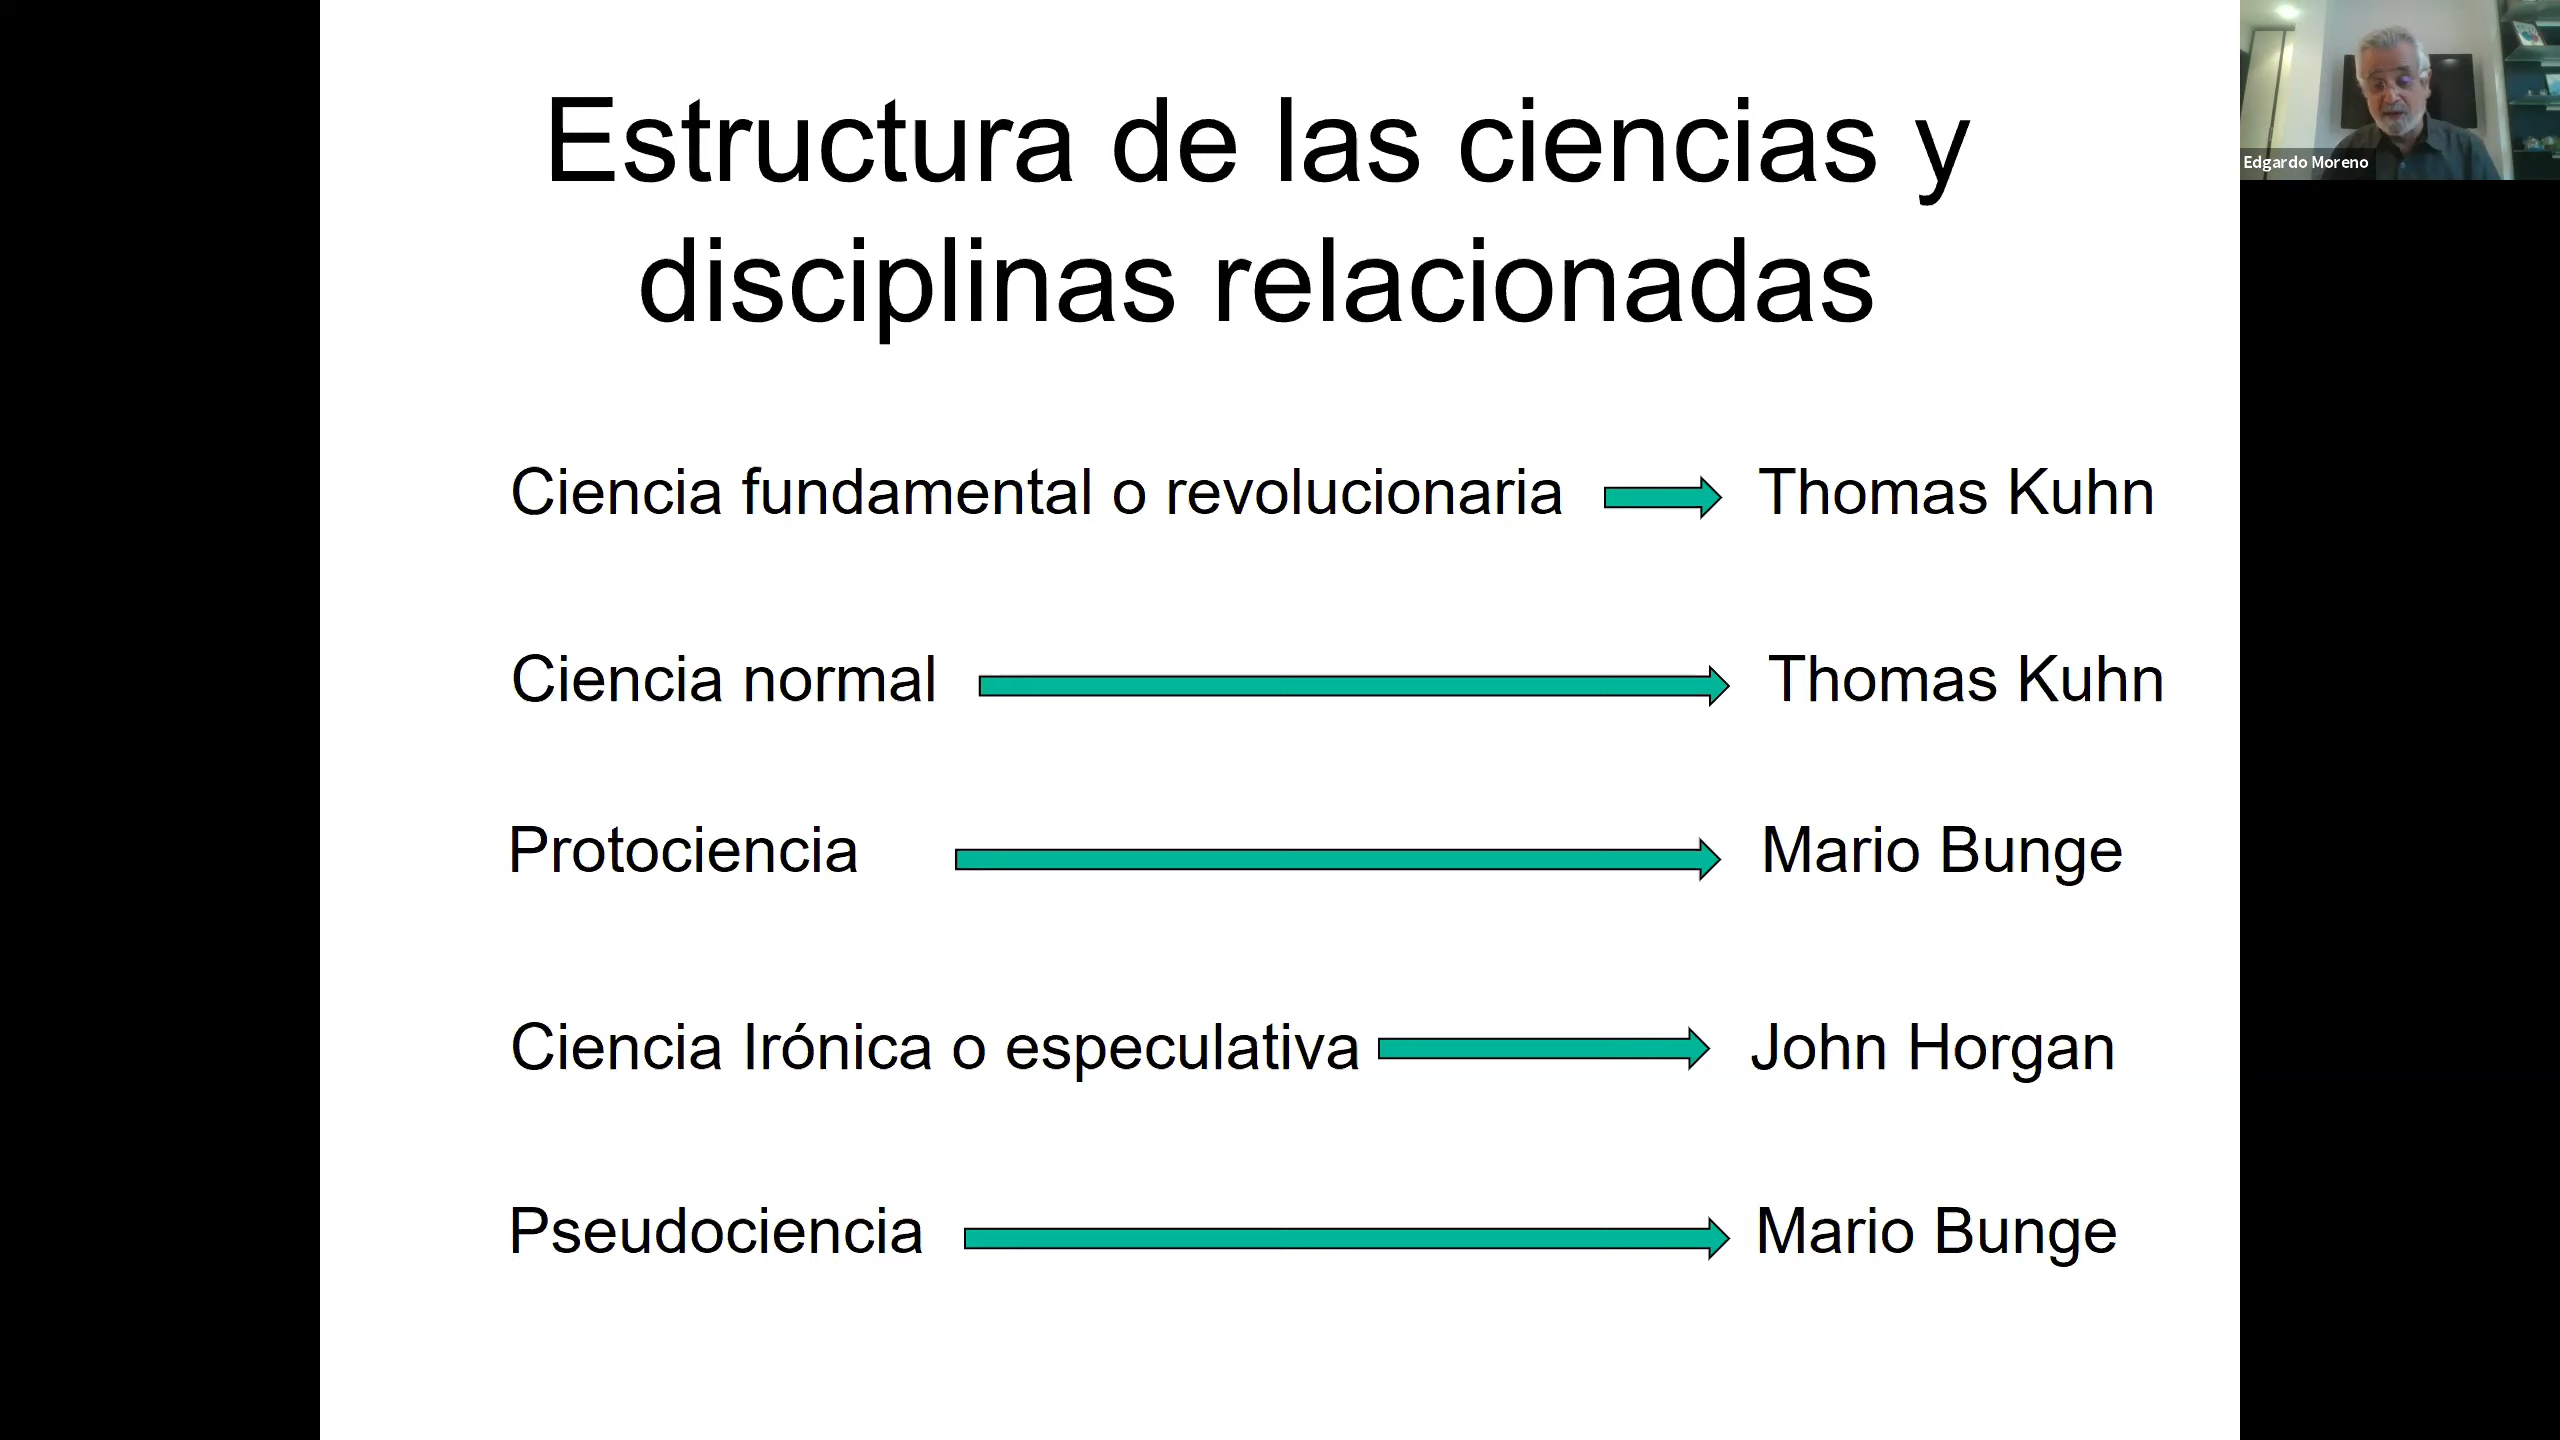 Estructura de las ciencias y
disciplinas relacionadas
Ciencia fundamental o revolucionaria Thomas Kuhn
Ciencia normal Thomas Kuhn
Protociencia Mario Bunge
Ciencia Irónica o especulativa John Horgan
Pseudociencia Mario Bunge
Edgardo Moreno